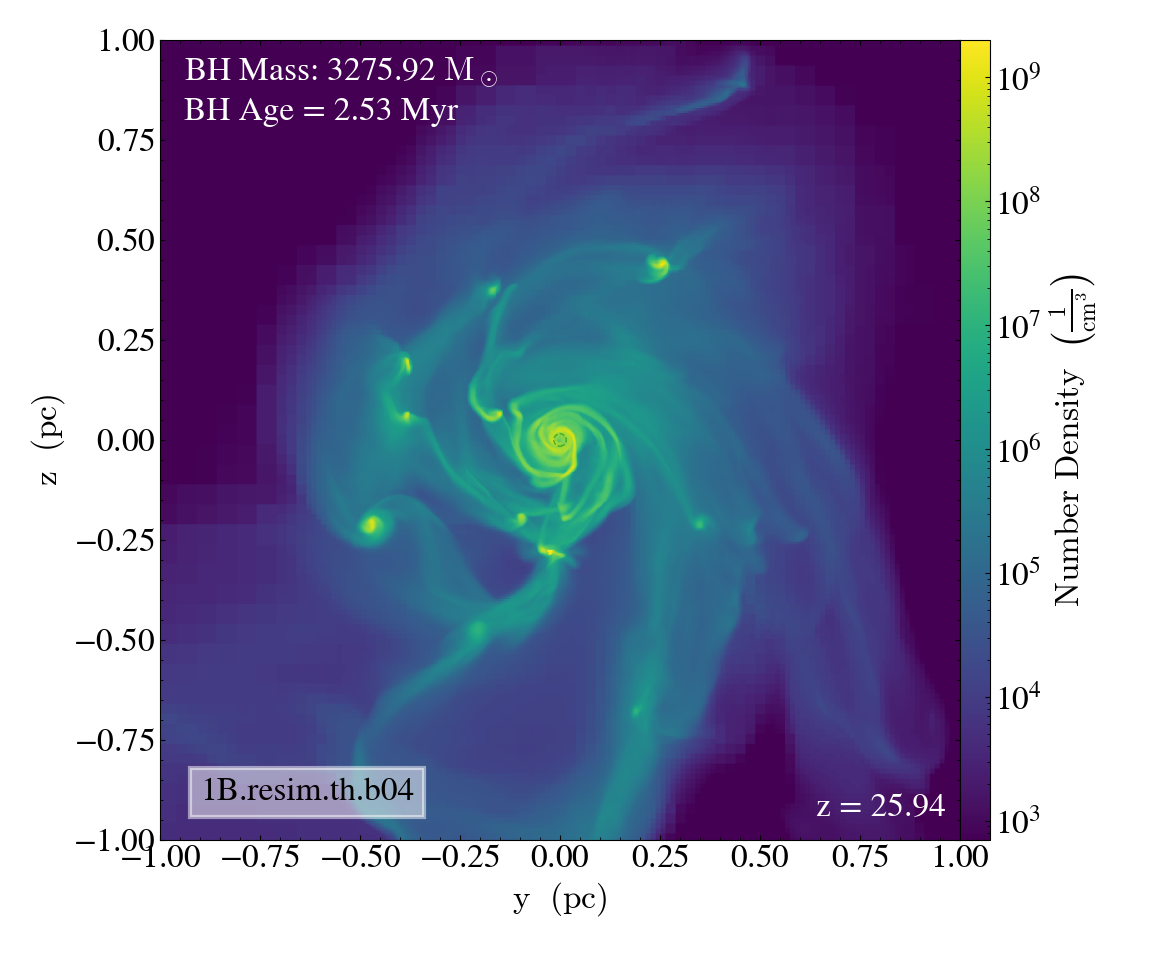 BH Mass: 3275.92 M⊙
BH Age = 2.53 Myr
1B.resim.th.b04
z = 25.94
1.00
0.75
0.50
0.25
0.00
−0.25
−0.50
−0.75
−1.00
z (pc)
−1.00 −0.75 −0.50 −0.25 0.00 0.25 0.50 0.75 1.00
y (pc)
10⁹
10⁸
10⁷
10⁶
10⁵
10⁴
10³
Number Density (1/cm³)